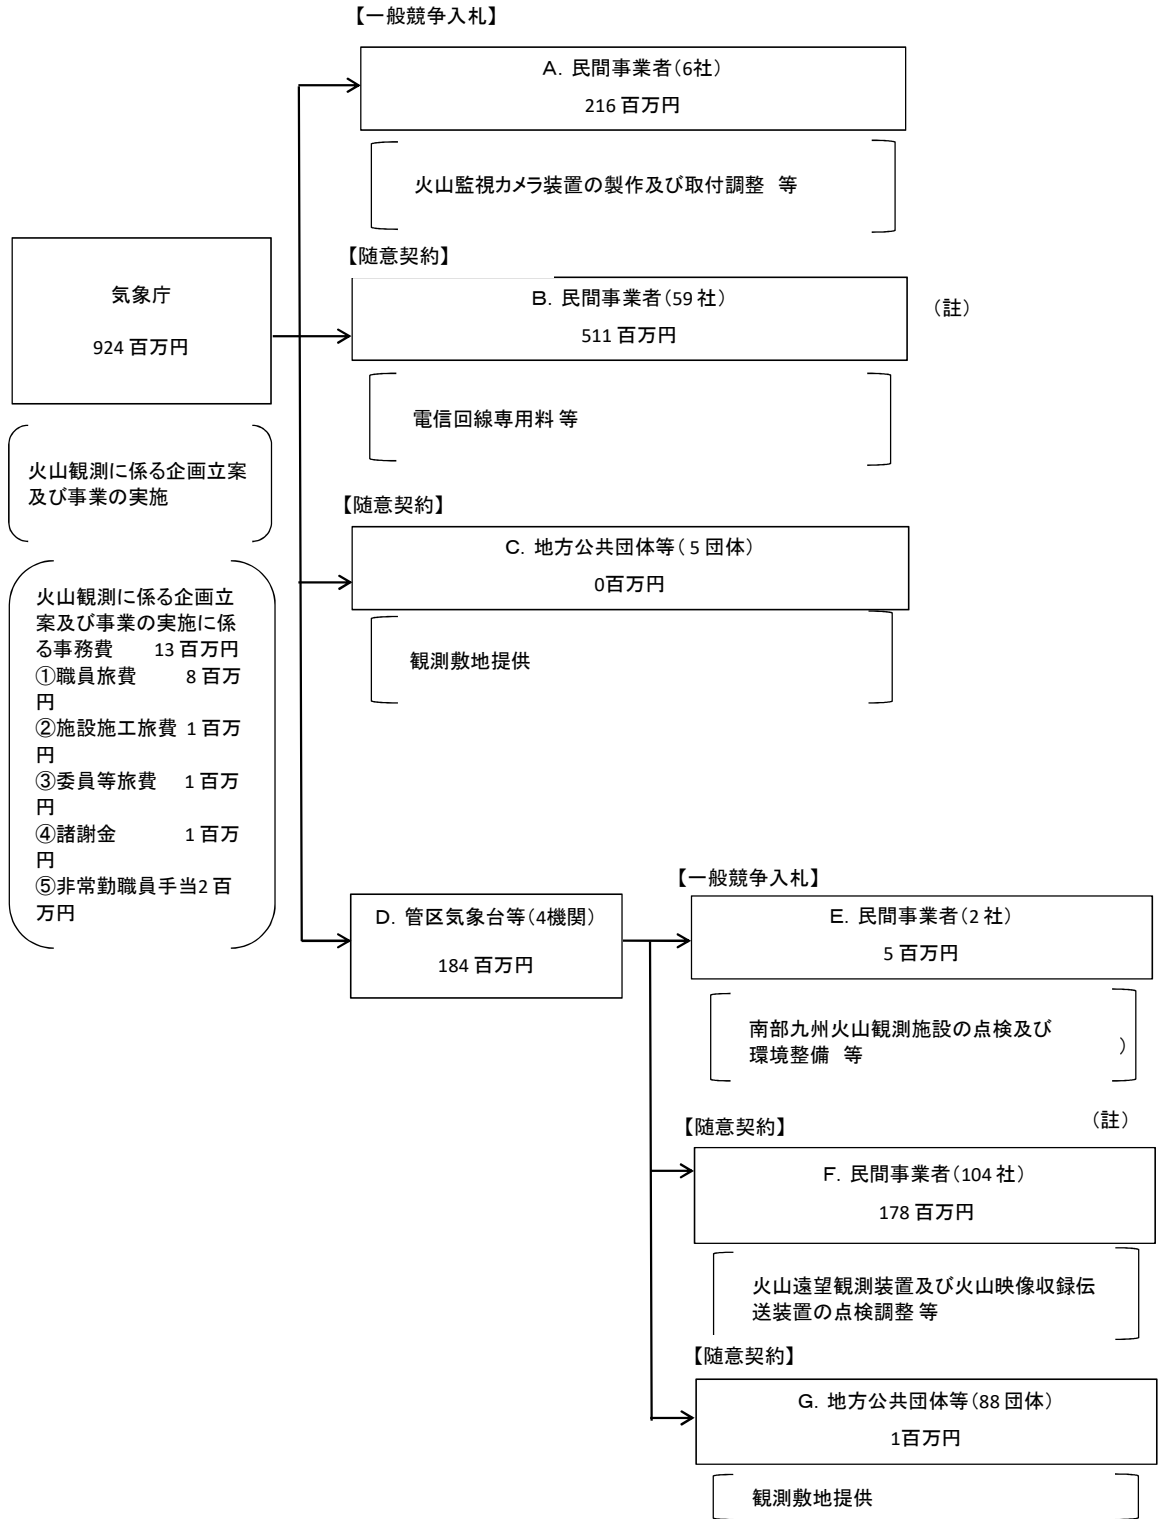 【一般競争入札】
A. 民間事業者(6社)
216 百万円
火山監視カメラ装置の製作及び取付調整 等
【随意契約】
B. 民間事業者(59 社)
511 百万円
(註)
電信回線専用料 等
気象庁
924 百万円
火山観測に係る企画立案
及び事業の実施
火山観測に係る企画立
案及び事業の実施に係
る事務費 13 百万円
①職員旅費 8 百万
円
②施設施工旅費 1 百万
円
③委員等旅費 1 百万
円
④諸謝金 1 百万
円
⑤非常勤職員手当2 百
万円
【随意契約】
C. 地方公共団体等(5 団体)
0百万円
観測敷地提供
D. 管区気象台等(4機関)
184 百万円
【一般競争入札】
E. 民間事業者(2 社)
5 百万円
南部九州火山観測施設の点検及び
環境整備 等 )
【随意契約】 (註)
F. 民間事業者(104 社)
178 百万円
火山遠望観測装置及び火山映像収録伝
送装置の点検調整 等
【随意契約】
G. 地方公共団体等(88 団体)
1百万円
観測敷地提供